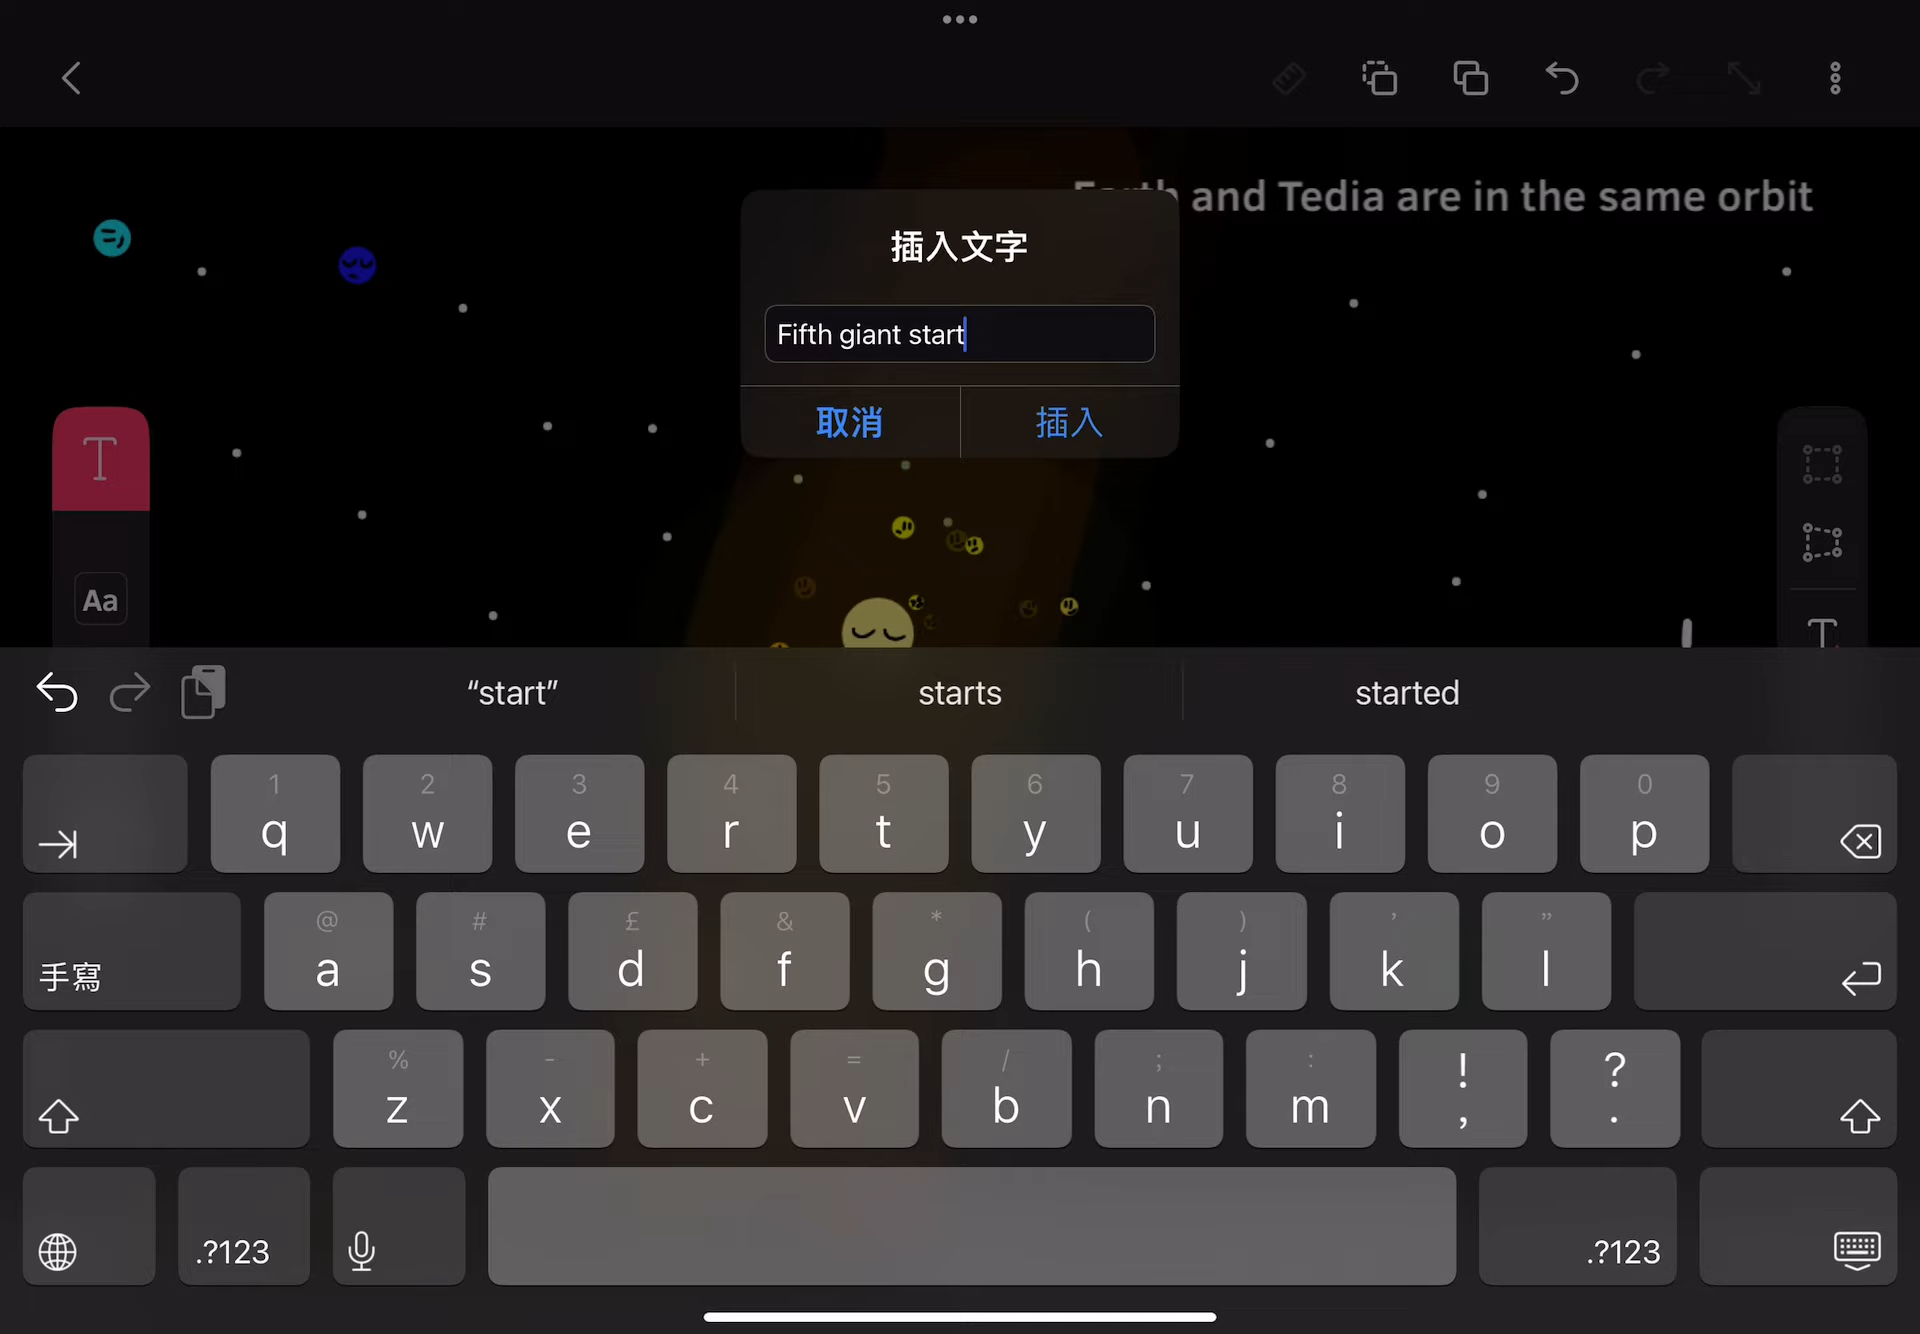 Earth and Tedia are in the same orbit
插入文字
Fifth giant start
取消 插入
T
Aa
T
“start” starts started
1 2 3 4 5 6 7 8 9 0
q w e r t y u i o p
@ # £ & * ( ) ’ ”
手寫 a s d f g h j k l
% - + = / ; : ! ?
z x c v b n m , .
.?123 .?123